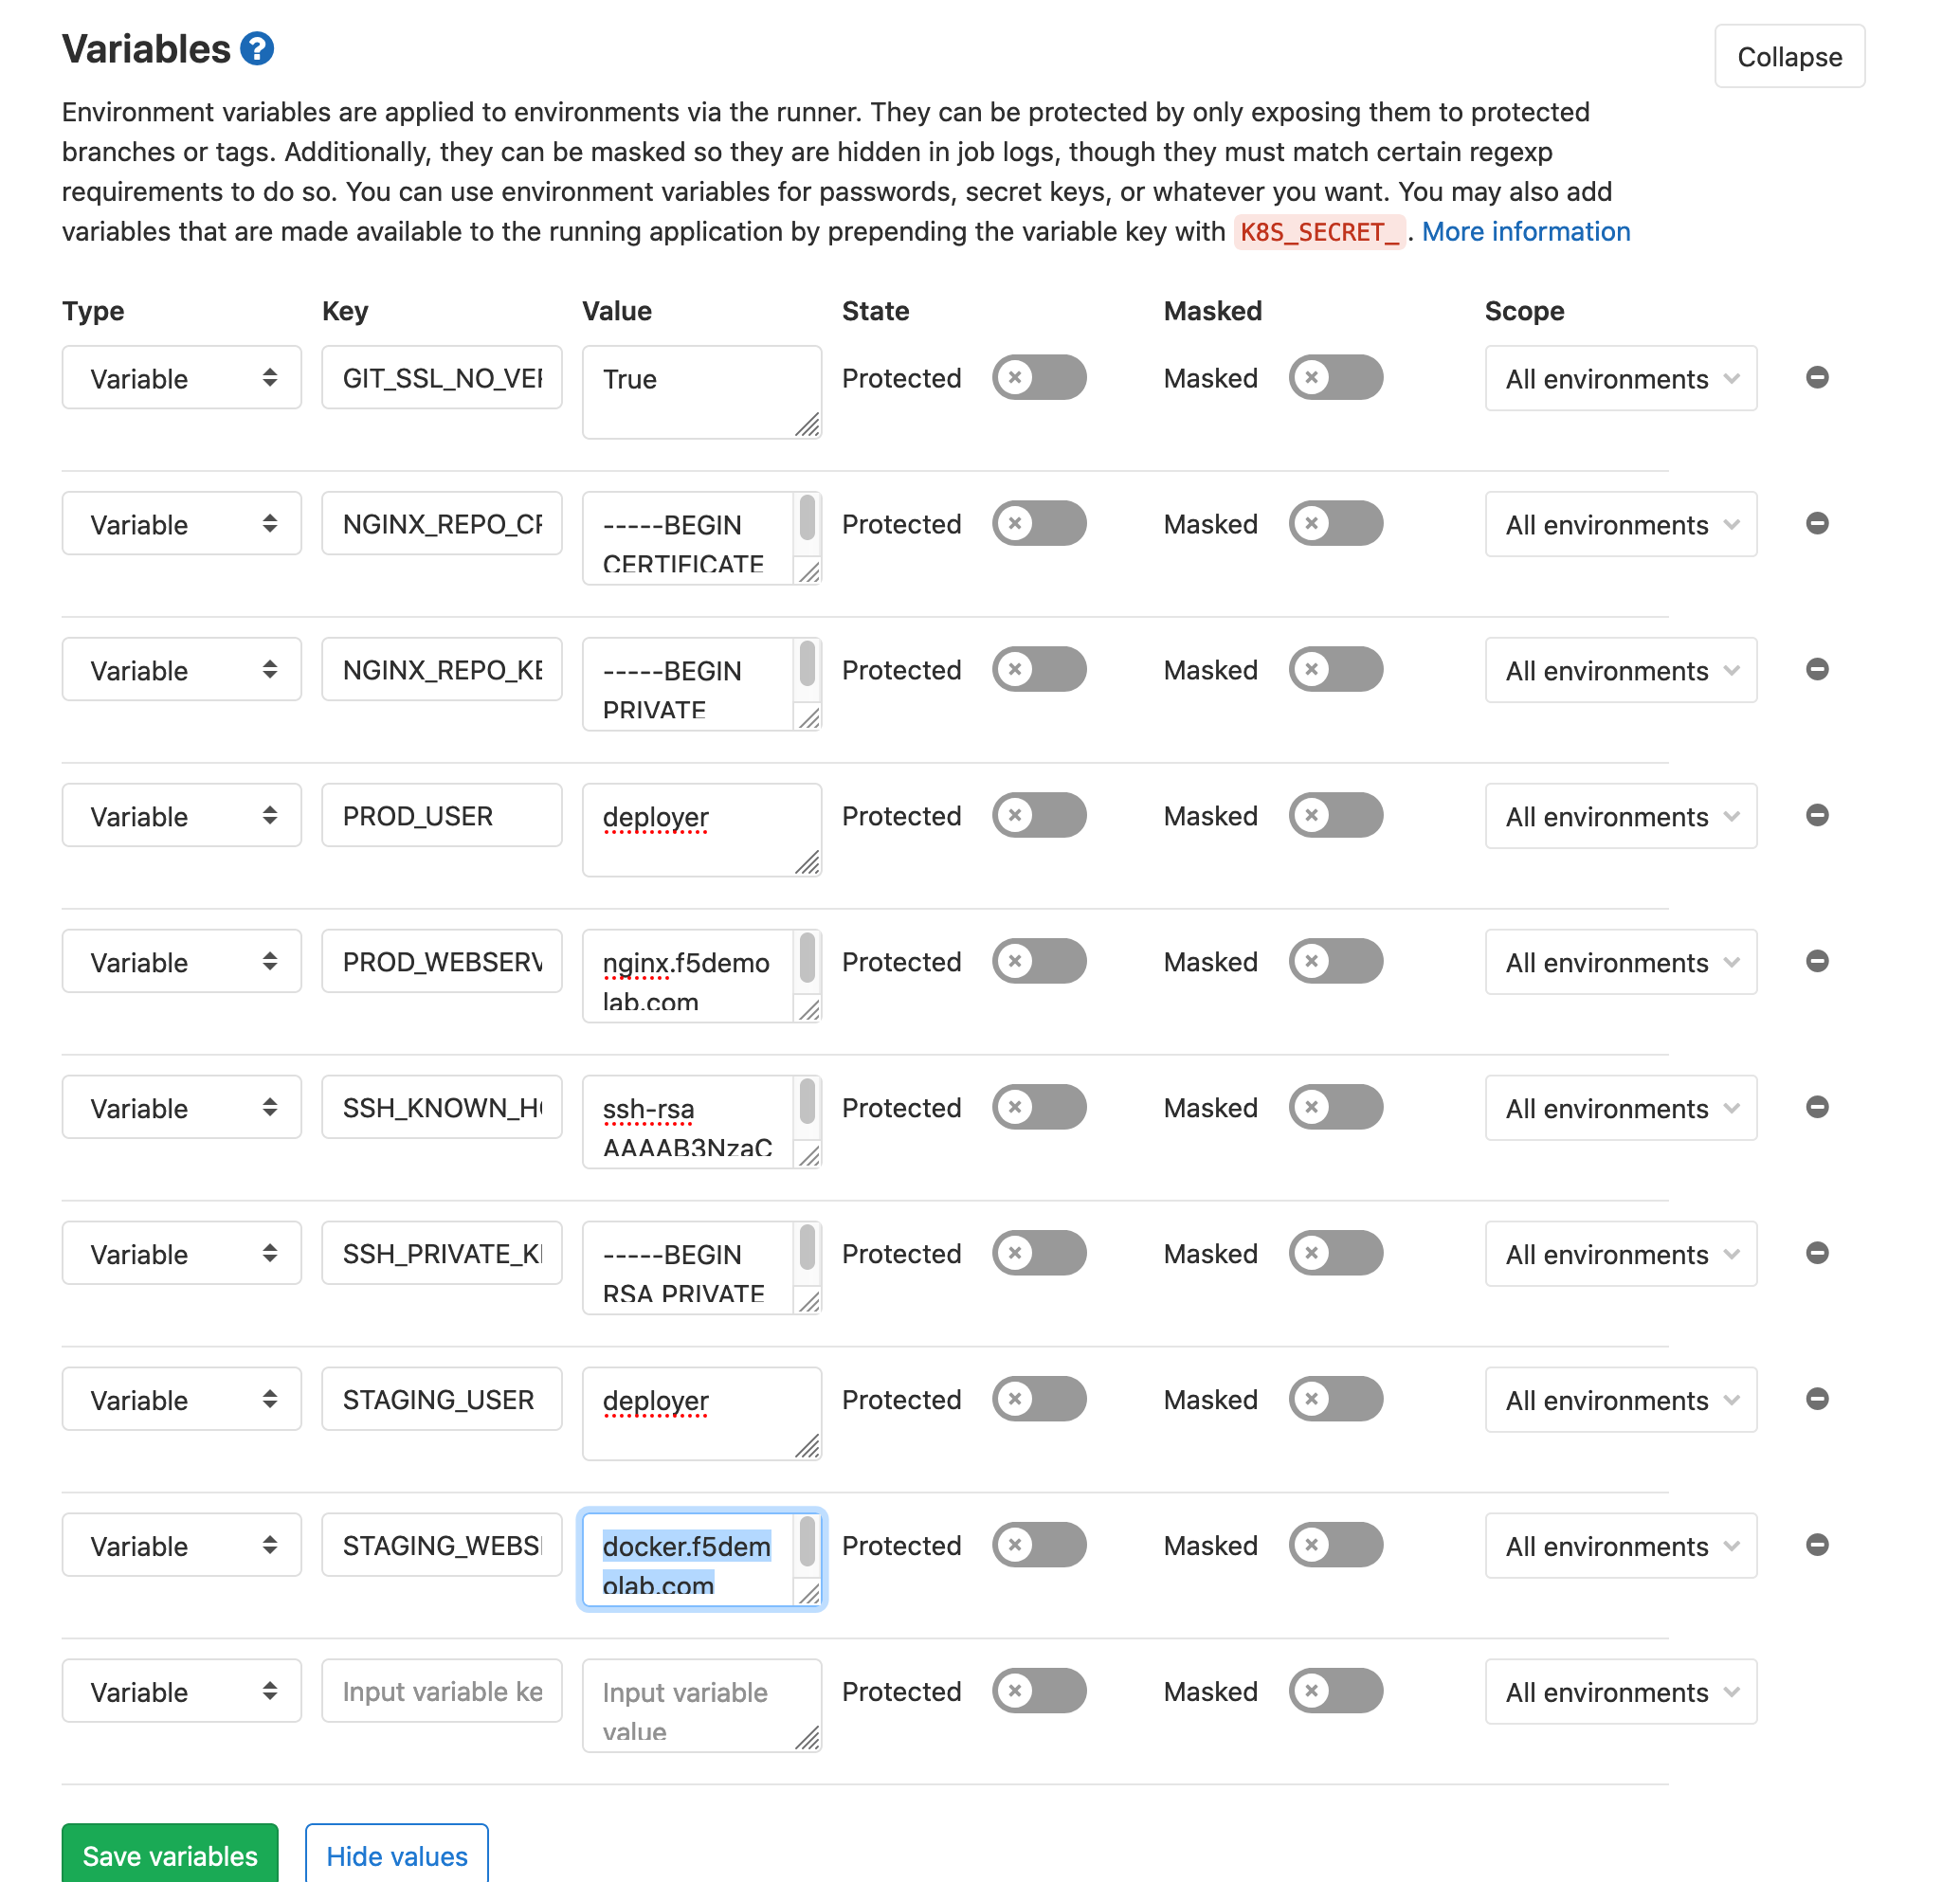 Variables
Collapse
Environment variables are applied to environments via the runner. They can be protected by only exposing them to protected
branches or tags. Additionally, they can be masked so they are hidden in job logs, though they must match certain regexp
requirements to do so. You can use environment variables for passwords, secret keys, or whatever you want. You may also add
variables that are made available to the running application by prepending the variable key with K8S_SECRET_ . More information
Type Key Value State Masked Scope
Variable GIT_SSL_NO_VER True Protected Masked All environments
Variable NGINX_REPO_CR -----BEGIN Protected Masked All environments
CERTIFICATE
Variable NGINX_REPO_KE -----BEGIN Protected Masked All environments
PRIVATE
Variable PROD_USER deployer Protected Masked All environments
Variable PROD_WEBSERV nginx.f5demo Protected Masked All environments
lab.com
Variable SSH_KNOWN_HO ssh-rsa Protected Masked All environments
AAAAB3NzaC
Variable SSH_PRIVATE_KE -----BEGIN Protected Masked All environments
RSA PRIVATE
Variable STAGING_USER deployer Protected Masked All environments
Variable STAGING_WEBSE docker.f5dem Protected Masked All environments
olab.com
Variable Input variable ke Input variable Protected Masked All environments
value
Save variables Hide values